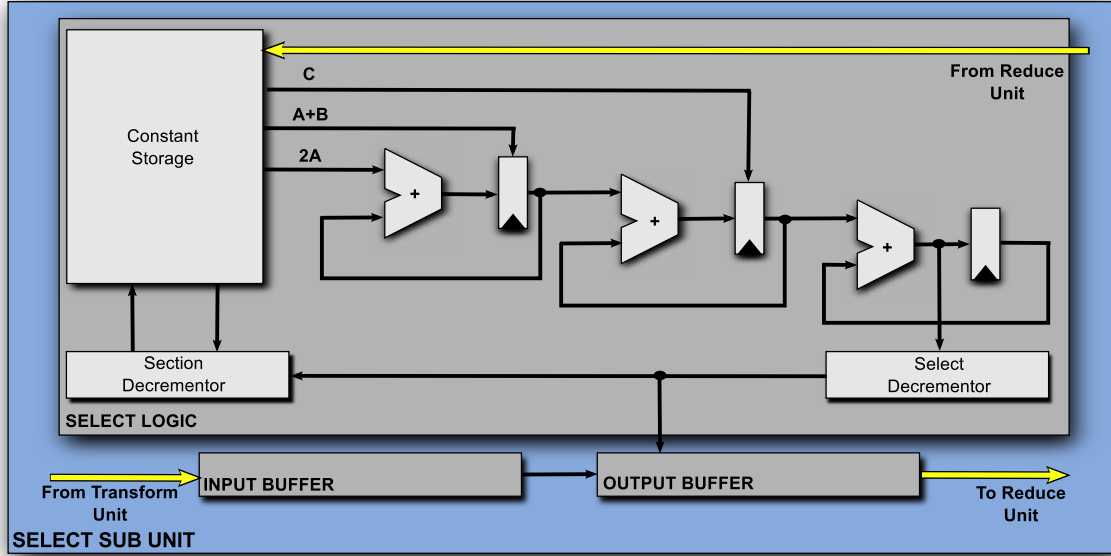 From Reduce
Unit
Constant
Storage
C
A+B
2A
+
+
+
Section
Decrementor
Select
Decrementor
SELECT LOGIC
From Transform
Unit
INPUT BUFFER
OUTPUT BUFFER
To Reduce
Unit
SELECT SUB UNIT